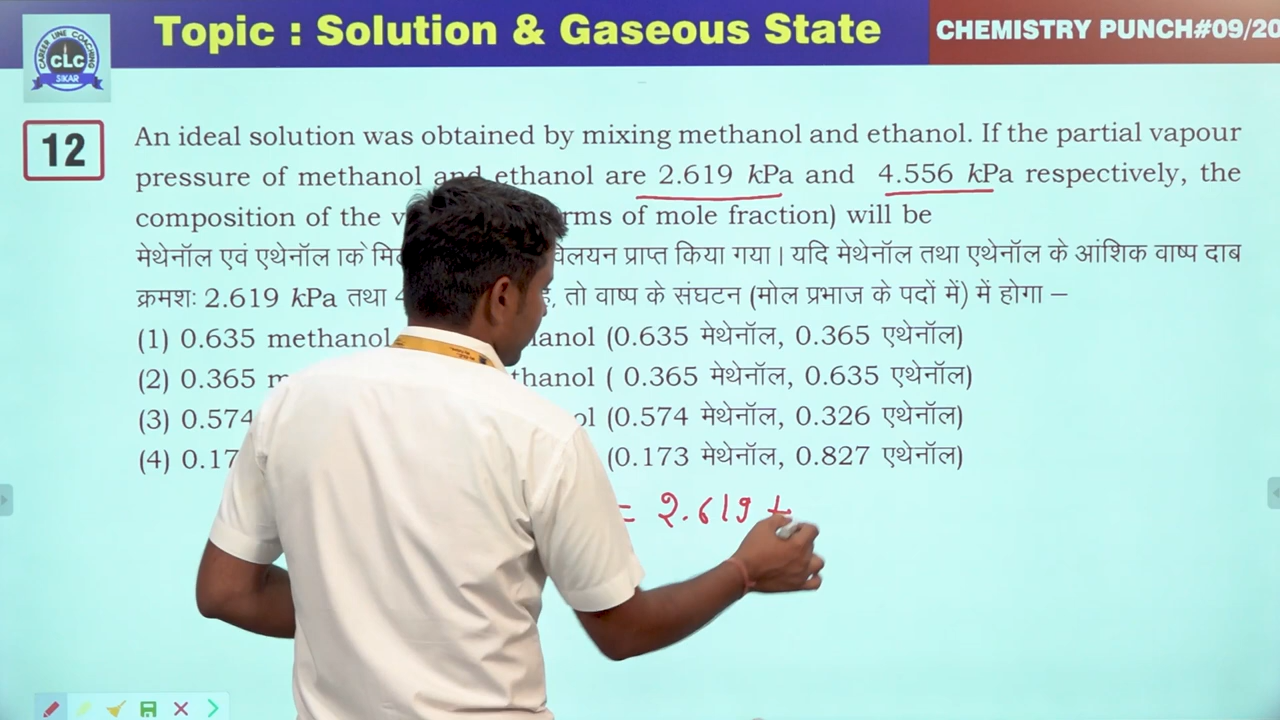 Topic : Solution & Gaseous State
CHEMISTRY PUNCH#09/20
CAREER LINE COACHING
CLC
SIKAR
12
An ideal solution was obtained by mixing methanol and ethanol. If the partial vapour
pressure of methanol and ethanol are 2.619 kPa and 4.556 kPa respectively, the
composition of the v rms of mole fraction) will be
मेथेनॉल एवं एथेनॉल ाके मि वलयन प्राप्त किया गया। यदि मेथेनॉल तथा एथेनॉल के आंशिक वाष्प दाब
क्रमशः 2.619 kPa तथा 4 है, तो वाष्प के संघटन (मोल प्रभाज के पदों में) में होगा –
(1) 0.635 methanol anol (0.635 मेथेनॉल, 0.365 एथेनॉल)
(2) 0.365 m thanol ( 0.365 मेथेनॉल, 0.635 एथेनॉल)
(3) 0.574 ol (0.574 मेथेनॉल, 0.326 एथेनॉल)
(4) 0.17 (0.173 मेथेनॉल, 0.827 एथेनॉल)
= 2.619 +